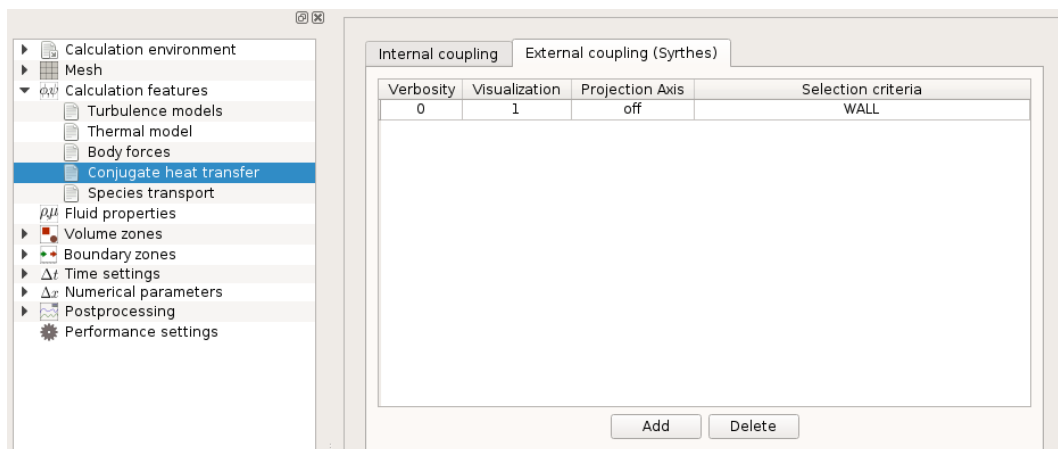 Calculation environment
Mesh
φ,ψ Calculation features
Turbulence models
Thermal model
Body forces
Conjugate heat transfer
Species transport
ρ,μ Fluid properties
Volume zones
Boundary zones
Δt Time settings
Δx Numerical parameters
Postprocessing
Performance settings
Internal coupling External coupling (Syrthes)
Verbosity Visualization Projection Axis Selection criteria
0 1 off WALL
Add Delete